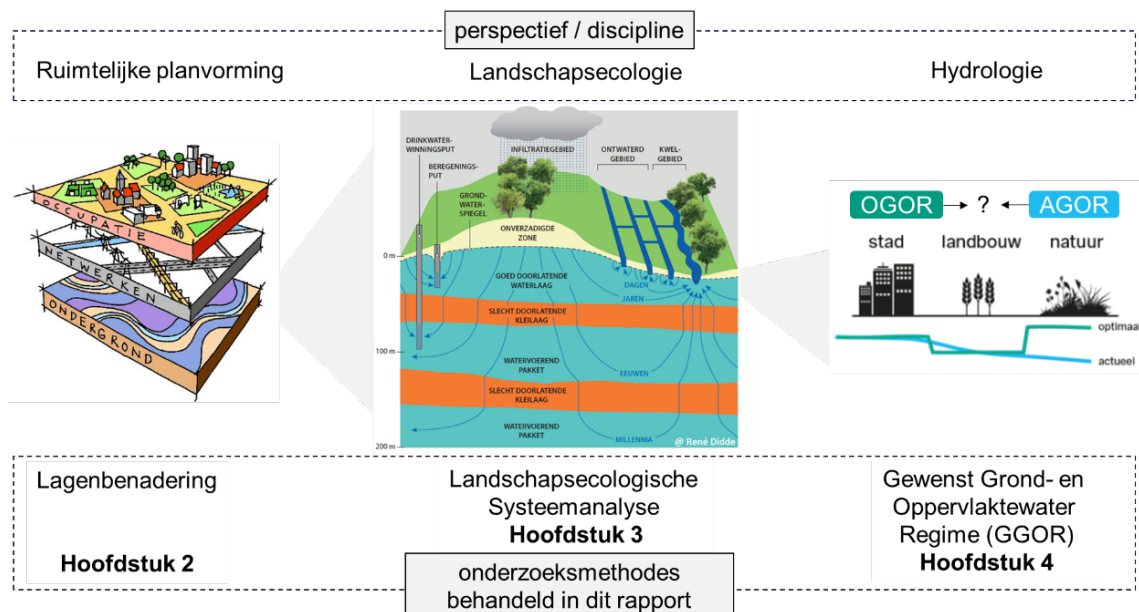 perspectief / discipline
Ruimtelijke planvorming
Landschapsecologie
Hydrologie
OCCUPATIE
NETWERKEN
ONDERGROND
DRINKWATER-
WINNINGSPUT
BEREGENINGS-
PUT
GROND-
WATER-
SPIEGEL
INFILTRATIEGEBIED
ONTWATERD
GEBIED
KWEL-
GEBIED
ONVERZADIGDE
ZONE
0 m
GOED DOORLATENDE
WATERLAAG
DAGEN
JAREN
SLECHT DOORLATENDE
KLEILAAG
100 m
WATERVOEREND
PAKKET
EEUWEN
SLECHT DOORLATENDE
KLEILAAG
WATERVOEREND
PAKKET
MILLENNIA
200 m
@ René Didde
OGOR
?
AGOR
stad
landbouw
natuur
optimaa
actueel
Lagenbenadering
Hoofdstuk 2
Landschapsecologische
Systeemanalyse
Hoofdstuk 3
Gewenst Grond- en
Oppervlaktewater
Regime (GGOR)
Hoofdstuk 4
onderzoeksmethodes
behandeld in dit rapport